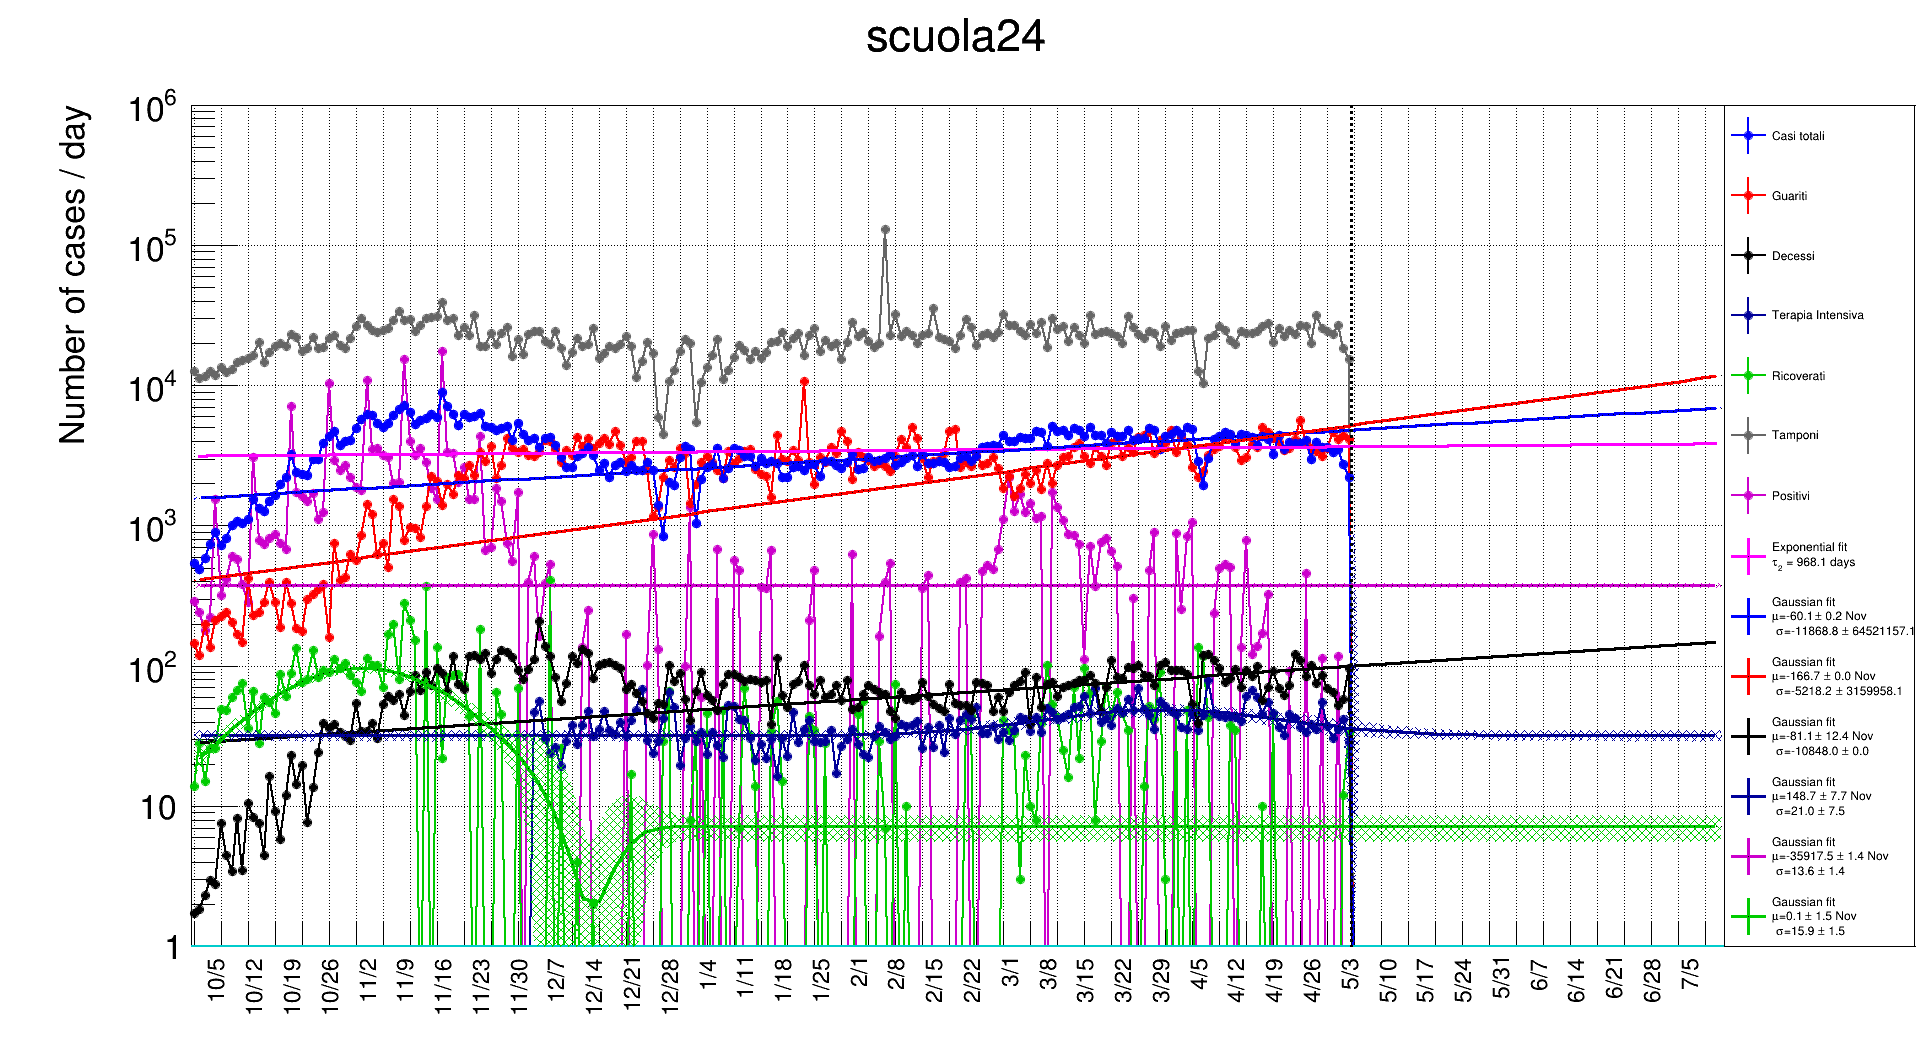 scuola24
Number of cases / day
10^6
10^5
10^4
10^3
10^2
10
1
10/5 10/12 10/19 10/26 11/2 11/9 11/16 11/23 11/30 12/7 12/14 12/21 12/28 1/4 1/11 1/18 1/25 2/1 2/8 2/15 2/22 3/1 3/8 3/15 3/22 3/29 4/5 4/12 4/19 4/26 5/3 5/10 5/17 5/24 5/31 6/7 6/14 6/21 6/28 7/5
Casi totali
Guariti
Decessi
Terapia Intensiva
Ricoverati
Tamponi
Positivi
Exponential fit
τ_2 = 968.1 days
Gaussian fit
μ=-60.1 ± 0.2 Nov
σ=-11868.8 ± 64521157.1
Gaussian fit
μ=-166.7 ± 0.0 Nov
σ=-5218.2 ± 3159958.1
Gaussian fit
μ=-81.1 ± 12.4 Nov
σ=-10848.0 ± 0.0
Gaussian fit
μ=148.7 ± 7.7 Nov
σ=21.0 ± 7.5
Gaussian fit
μ=-35917.5 ± 1.4 Nov
σ=13.6 ± 1.4
Gaussian fit
μ=0.1 ± 1.5 Nov
σ=15.9 ± 1.5